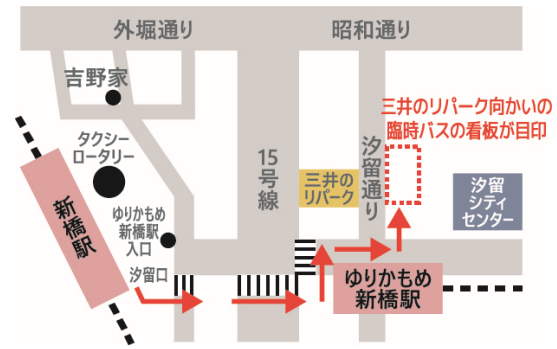 外堀通り
昭和通り
吉野家
三井のリパーク向かいの
臨時バスの看板が目印
タクシー
ロータリー
15号線
汐留通り
三井の
リパーク
汐留
シティ
センター
新橋駅
ゆりかもめ
新橋駅
入口
汐留口
ゆりかもめ
新橋駅